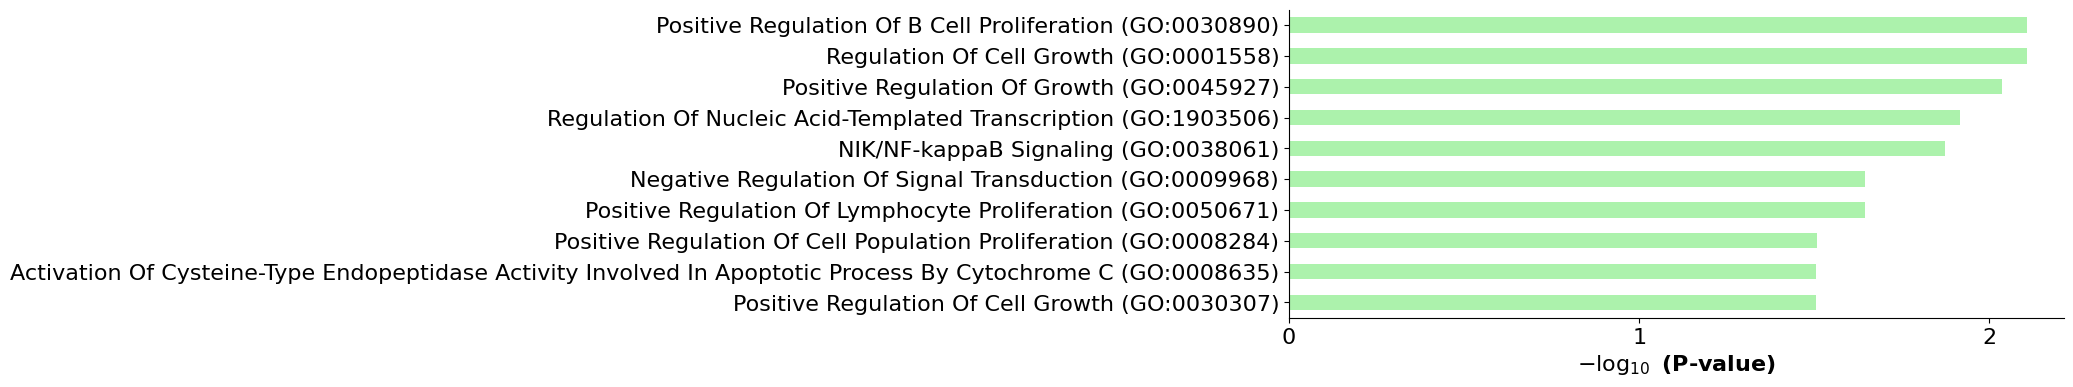 Positive Regulation Of B Cell Proliferation (GO:0030890)
Regulation Of Cell Growth (GO:0001558)
Positive Regulation Of Growth (GO:0045927)
Regulation Of Nucleic Acid-Templated Transcription (GO:1903506)
NIK/NF-kappaB Signaling (GO:0038061)
Negative Regulation Of Signal Transduction (GO:0009968)
Positive Regulation Of Lymphocyte Proliferation (GO:0050671)
Positive Regulation Of Cell Population Proliferation (GO:0008284)
Activation Of Cysteine-Type Endopeptidase Activity Involved In Apoptotic Process By Cytochrome C (GO:0008635)
Positive Regulation Of Cell Growth (GO:0030307)
0 1 2
−log₁₀ (P-value)